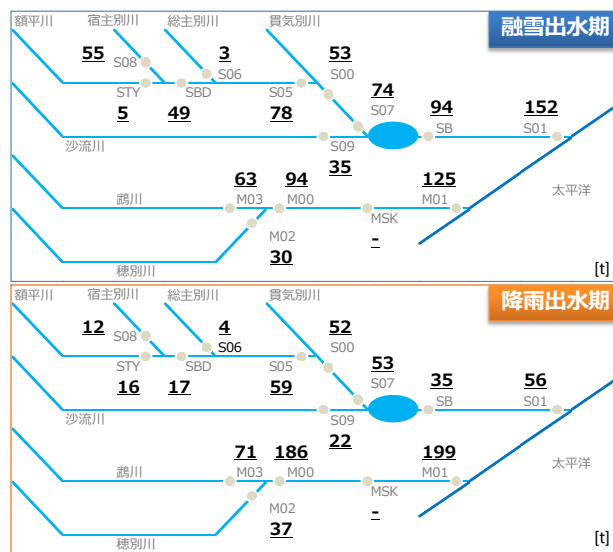 融雪出水期
額平川 宿主別川 総主別川 貫気別川
55 3 53
S08 S06 S00
STY SBD S05
5 49 78
74
S07
94
SB
152
S01
沙流川
S09
35
太平洋
鵡川
63
M03
94
M00
MSK
-
125
M01
M02
30
穂別川
[t]
降雨出水期
額平川 宿主別川 総主別川 貫気別川
12 4 52
S08 S06 S00
STY SBD S05
16 17 59
53
S07
35
SB
56
S01
沙流川
S09
22
太平洋
鵡川
71
M03
186
M00
MSK
-
199
M01
M02
37
穂別川
[t]